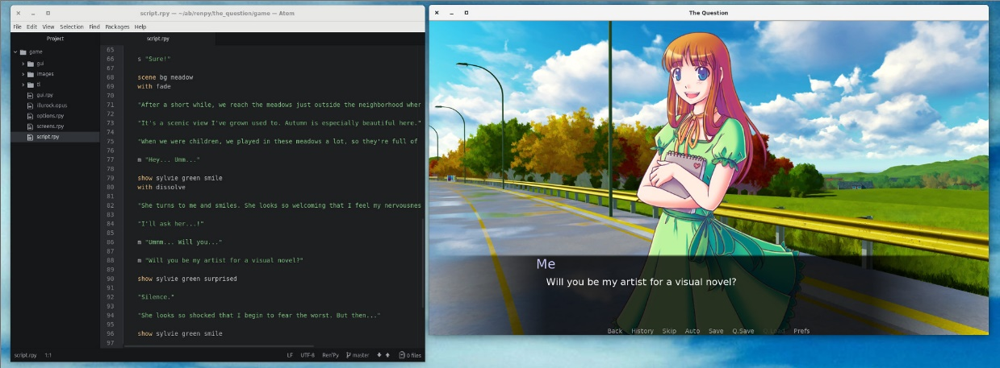 script.rpy — ~/ab/renpy/the_question/game — Atom
File Edit View Selection Find Packages Help
Project
script.rpy
game
gui
images
tl
gui.rpy
illurock.opus
options.rpy
screens.rpy
script.rpy
65
66 s "Sure!"
67
68 scene bg meadow
69 with fade
70
71 "After a short while, we reach the meadows just outside the neighborhood wher
72
73 "It's a scenic view I've grown used to. Autumn is especially beautiful here."
74
75 "When we were children, we played in these meadows a lot, so they're full of
76
77 m "Hey... Umm..."
78
79 show sylvie green smile
80 with dissolve
81
82 "She turns to me and smiles. She looks so welcoming that I feel my nervousnes
83
84 "I'll ask her...!"
85
86 m "Ummm... Will you..."
87
88 m "Will you be my artist for a visual novel?"
89
90 show sylvie green surprised
91
92 "Silence."
93
94 "She looks so shocked that I begin to fear the worst. But then..."
95
96 show sylvie green smile
97
script.rpy 1:1 LF UTF-8 Ren'Py master 0 files
The Question
Me
Will you be my artist for a visual novel?
Back History Skip Auto Save Q.Save Q.Load Prefs